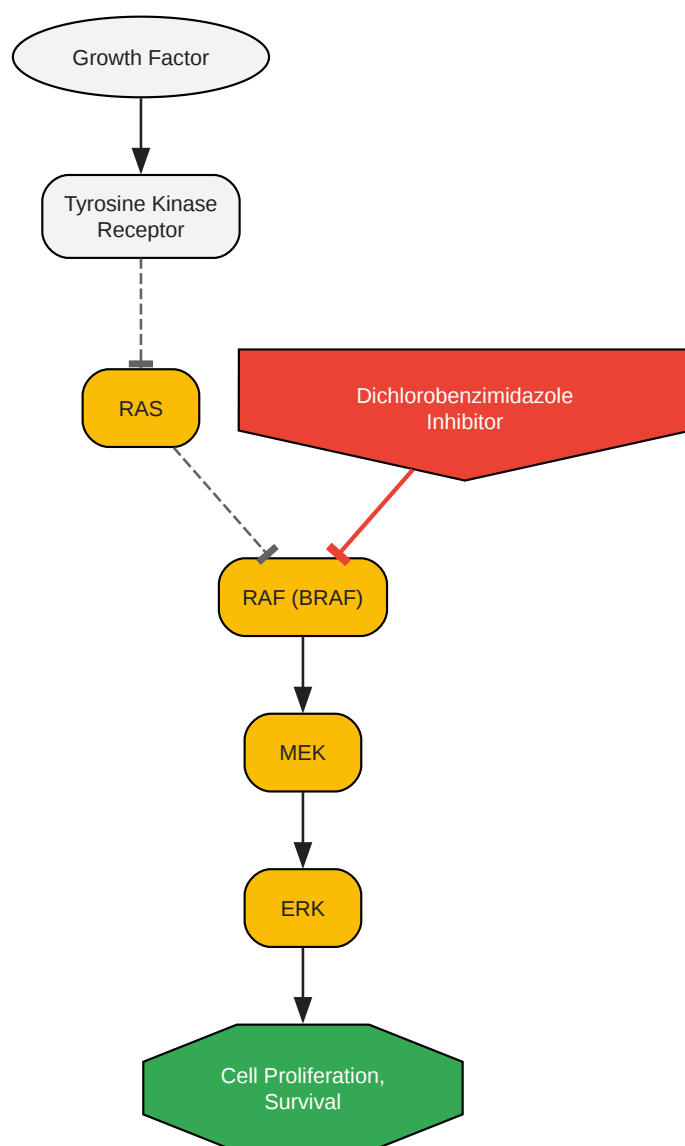 Growth Factor
Tyrosine Kinase
Receptor
RAS
Dichlorobenzimidazole
Inhibitor
RAF (BRAF)
MEK
ERK
Cell Proliferation,
Survival